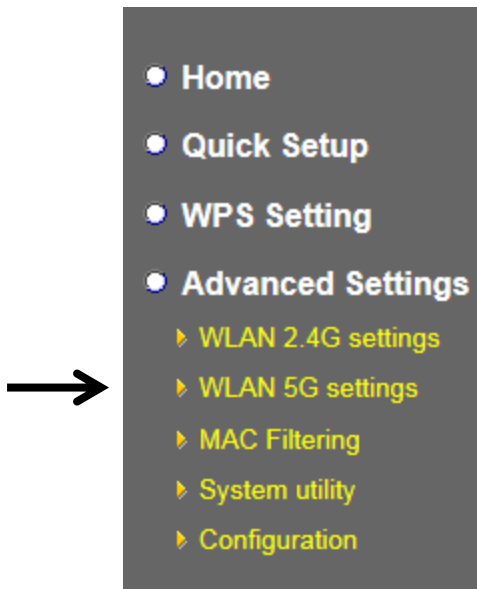 Home
Quick Setup
WPS Setting
Advanced Settings
WLAN 2.4G settings
WLAN 5G settings
MAC Filtering
System utility
Configuration